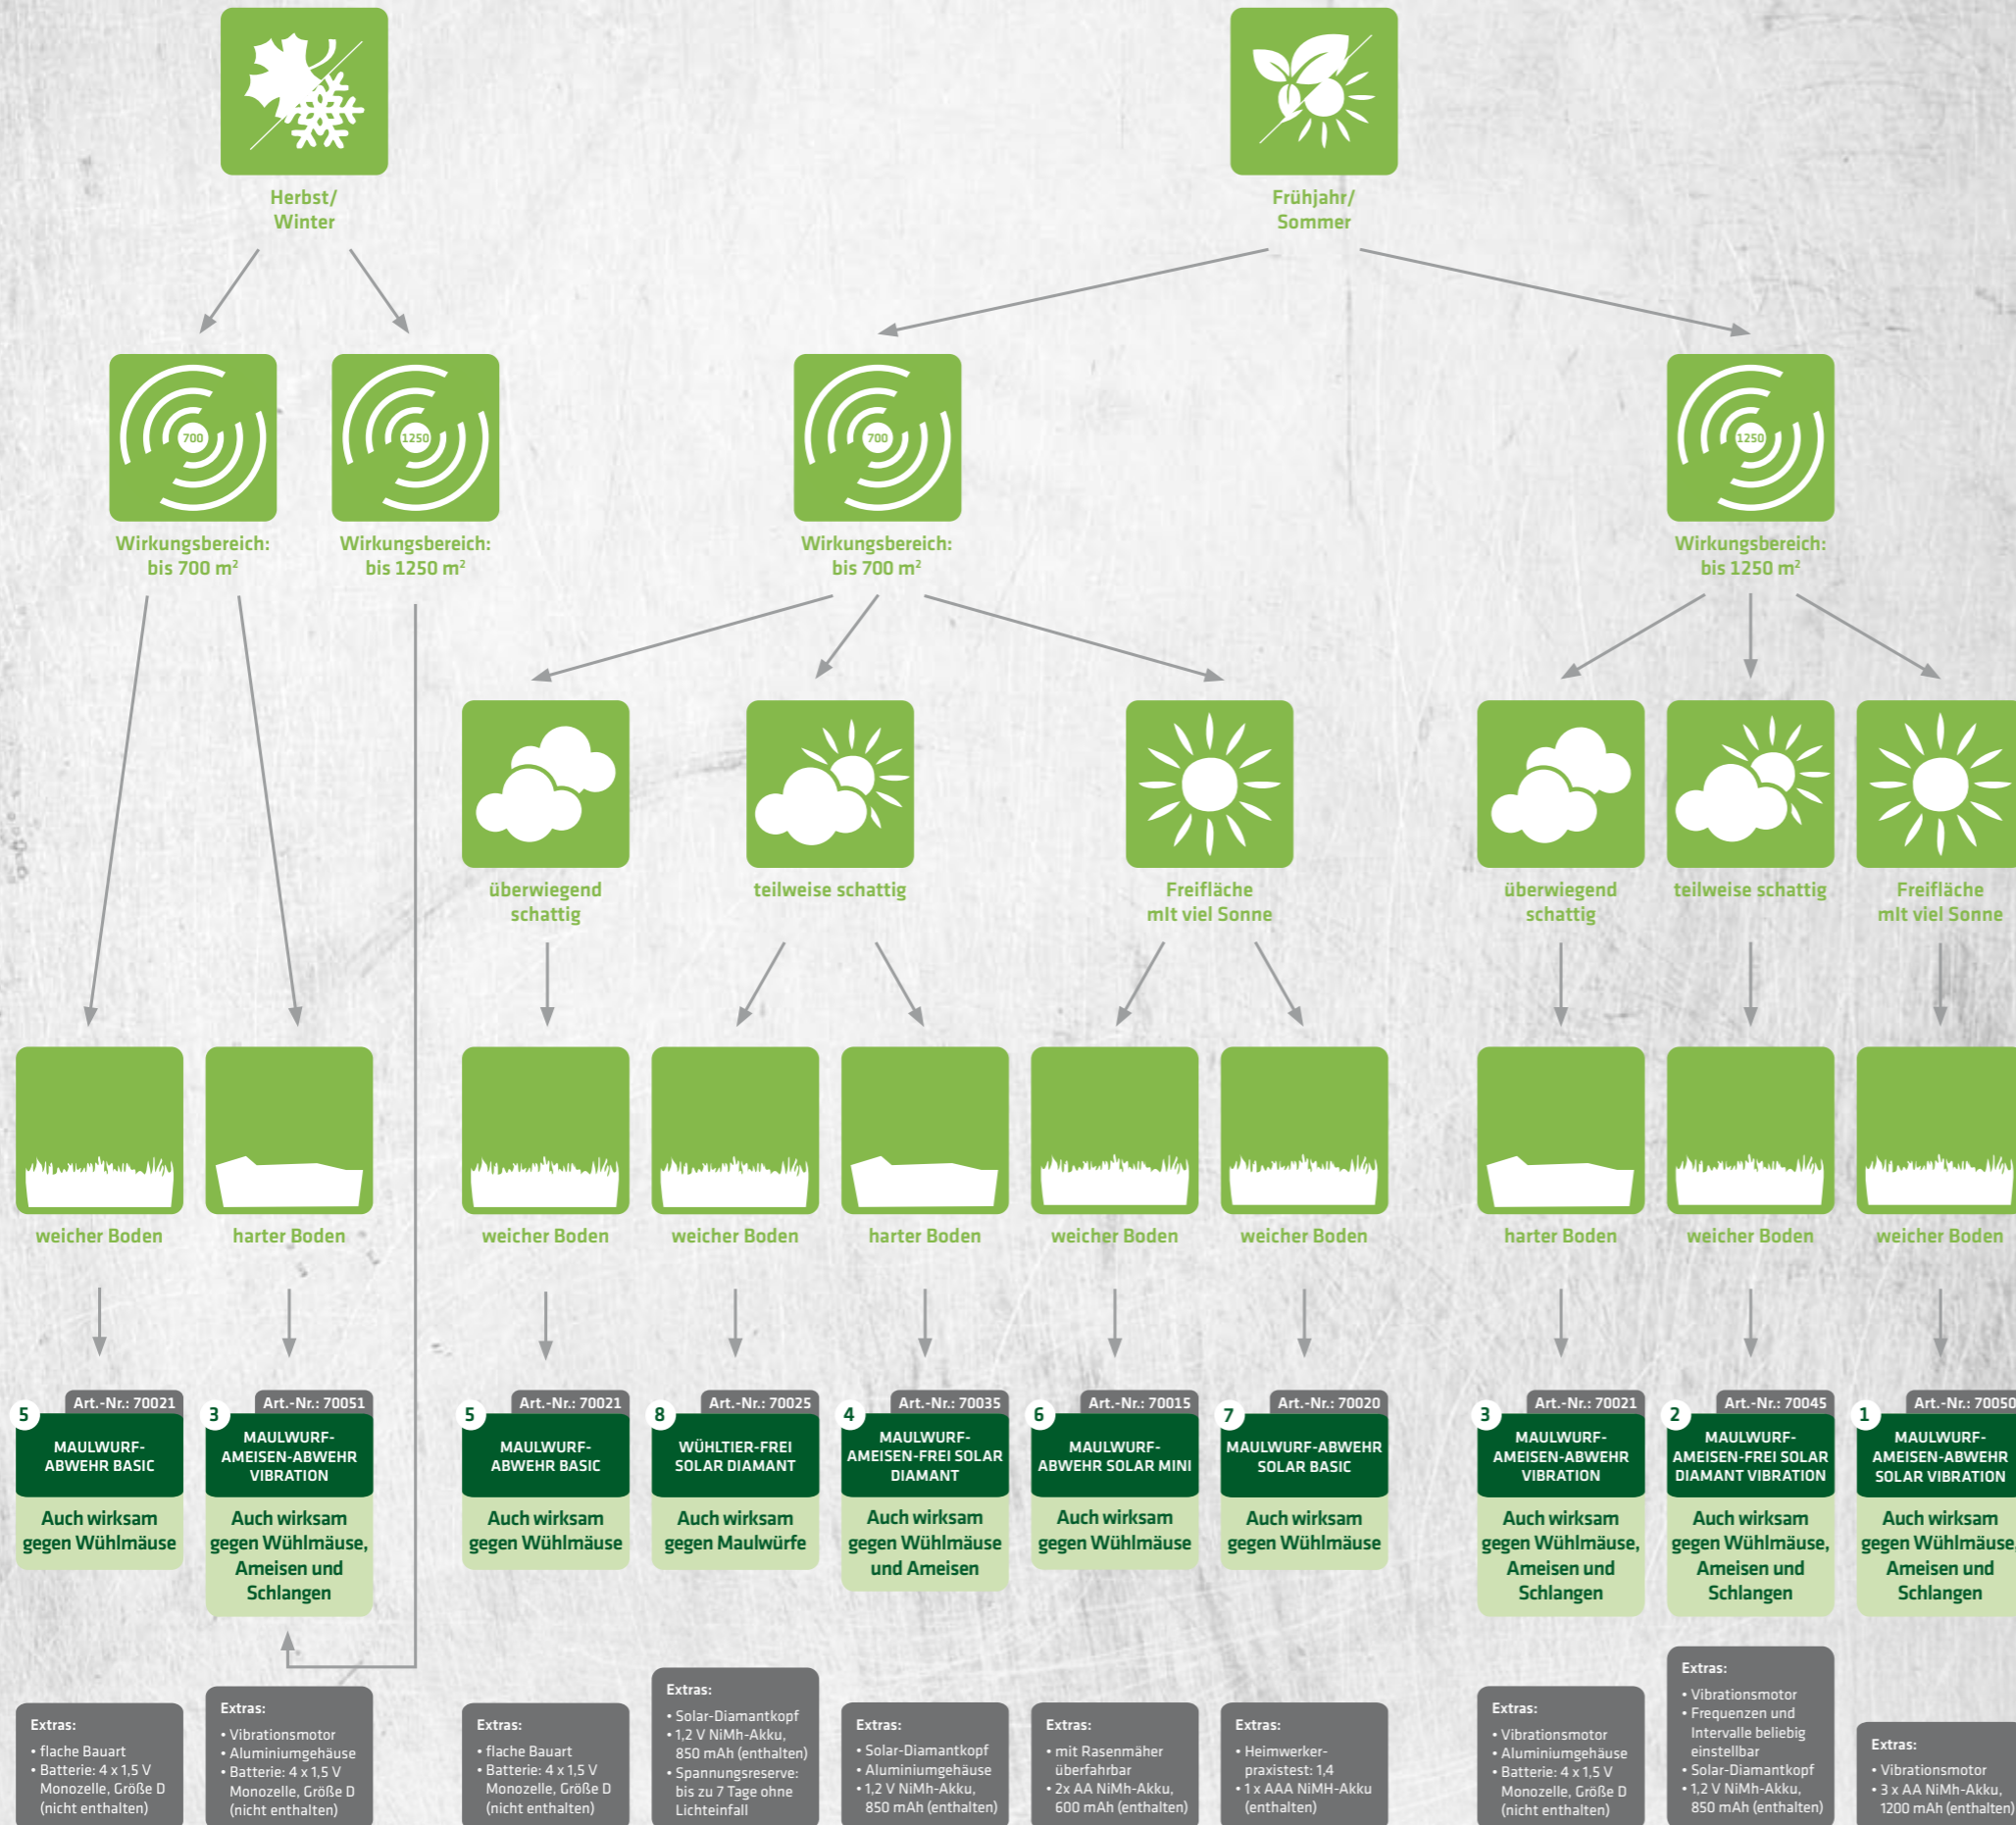 Herbst/
Winter
Frühjahr/
Sommer
700
Wirkungsbereich:
bis 700 m²
1250
Wirkungsbereich:
bis 1250 m²
700
Wirkungsbereich:
bis 700 m²
1250
Wirkungsbereich:
bis 1250 m²
überwiegend
schattig
teilweise schattig
Freifläche
mIt viel Sonne
überwiegend
schattig
teilweise schattig
Freifläche
mIt viel Sonne
weicher Boden
harter Boden
weicher Boden
weicher Boden
harter Boden
weicher Boden
weicher Boden
harter Boden
weicher Boden
weicher Boden
5
Art.-Nr.: 70021
MAULWURF-
ABWEHR BASIC
Auch wirksam
gegen Wühlmäuse
3
Art.-Nr.: 70051
MAULWURF-
AMEISEN-ABWEHR
VIBRATION
Auch wirksam
gegen Wühlmäuse,
Ameisen und
Schlangen
5
Art.-Nr.: 70021
MAULWURF-
ABWEHR BASIC
Auch wirksam
gegen Wühlmäuse
8
Art.-Nr.: 70025
WÜHLTIER-FREI
SOLAR DIAMANT
Auch wirksam
gegen Maulwürfe
4
Art.-Nr.: 70035
MAULWURF-
AMEISEN-FREI SOLAR
DIAMANT
Auch wirksam
gegen Wühlmäuse
und Ameisen
6
Art.-Nr.: 70015
MAULWURF-
ABWEHR SOLAR MINI
Auch wirksam
gegen Wühlmäuse
7
Art.-Nr.: 70020
MAULWURF-ABWEHR
SOLAR BASIC
Auch wirksam
gegen Wühlmäuse
3
Art.-Nr.: 70021
MAULWURF-
AMEISEN-ABWEHR
VIBRATION
Auch wirksam
gegen Wühlmäuse,
Ameisen und
Schlangen
2
Art.-Nr.: 70045
MAULWURF-
AMEISEN-FREI SOLAR
DIAMANT VIBRATION
Auch wirksam
gegen Wühlmäuse,
Ameisen und
Schlangen
1
Art.-Nr.: 70050
MAULWURF-
AMEISEN-ABWEHR
SOLAR VIBRATION
Auch wirksam
gegen Wühlmäuse,
Ameisen und
Schlangen
Extras:
• flache Bauart
• Batterie: 4 x 1,5 V
Monozelle, Größe D
(nicht enthalten)
Extras:
• Vibrationsmotor
• Aluminiumgehäuse
• Batterie: 4 x 1,5 V
Monozelle, Größe D
(nicht enthalten)
Extras:
• flache Bauart
• Batterie: 4 x 1,5 V
Monozelle, Größe D
(nicht enthalten)
Extras:
• Solar-Diamantkopf
• 1,2 V NiMh-Akku,
850 mAh (enthalten)
• Spannungsreserve:
bis zu 7 Tage ohne
Lichteinfall
Extras:
• Solar-Diamantkopf
• Aluminiumgehäuse
• 1,2 V NiMh-Akku,
850 mAh (enthalten)
Extras:
• mit Rasenmäher
überfahrbar
• 2x AA NiMh-Akku,
600 mAh (enthalten)
Extras:
• Heimwerker-
praxistest: 1,4
• 1 x AAA NiMH-Akku
(enthalten)
Extras:
• Vibrationsmotor
• Aluminiumgehäuse
• Batterie: 4 x 1,5 V
Monozelle, Größe D
(nicht enthalten)
Extras:
• Vibrationsmotor
• Frequenzen und
Intervalle beliebig
einstellbar
• Solar-Diamantkopf
• 1,2 V NiMh-Akku,
850 mAh (enthalten)
Extras:
• Vibrationsmotor
• 3 x AA NiMh-Akku,
1200 mAh (enthalten)